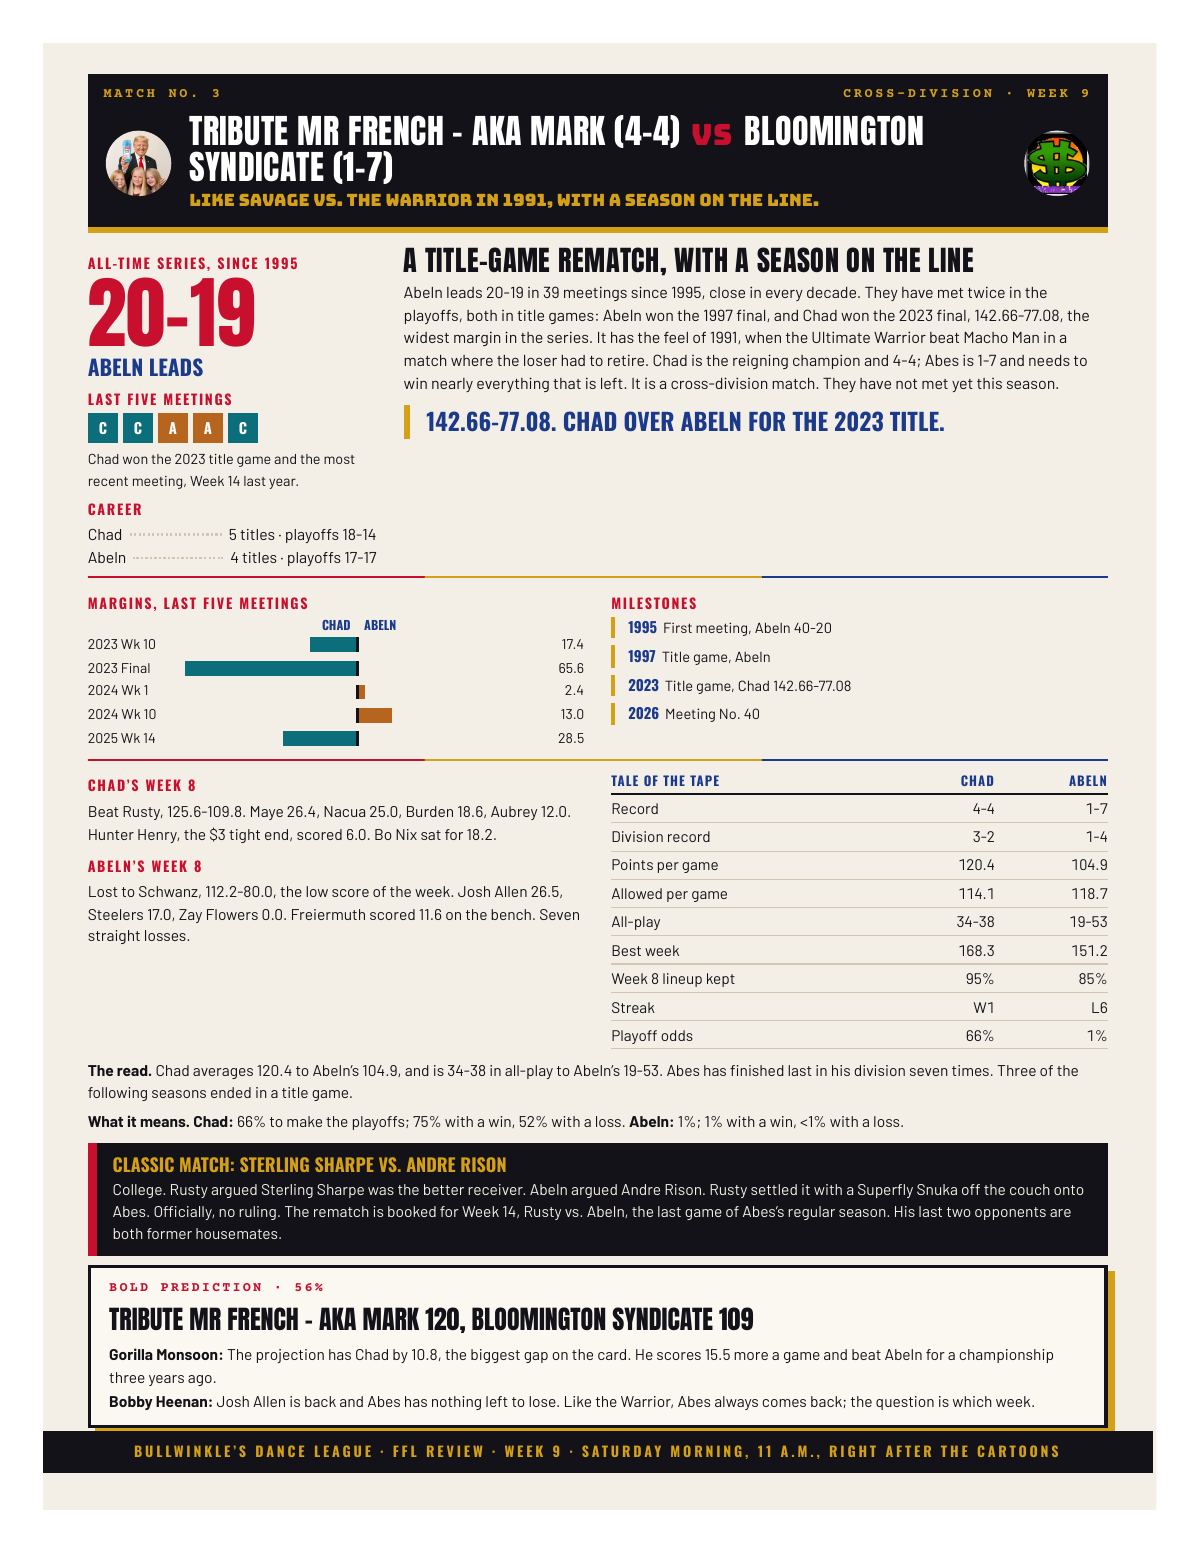 MATCH NO. 3
CROSS-DIVISION · WEEK 9
TRIBUTE MR FRENCH - AKA MARK (4-4) VS BLOOMINGTON
SYNDICATE (1-7)
LIKE SAVAGE VS. THE WARRIOR IN 1991, WITH A SEASON ON THE LINE.
ALL-TIME SERIES, SINCE 1995
20-19
ABELN LEADS
LAST FIVE MEETINGS
C C A A C
Chad won the 2023 title game and the most
recent meeting, Week 14 last year.
CAREER
Chad 5 titles · playoffs 18-14
Abeln 4 titles · playoffs 17-17
A TITLE-GAME REMATCH, WITH A SEASON ON THE LINE
Abeln leads 20-19 in 39 meetings since 1995, close in every decade. They have met twice in the
playoffs, both in title games: Abeln won the 1997 final, and Chad won the 2023 final, 142.66-77.08, the
widest margin in the series. It has the feel of 1991, when the Ultimate Warrior beat Macho Man in a
match where the loser had to retire. Chad is the reigning champion and 4-4; Abes is 1-7 and needs to
win nearly everything that is left. It is a cross-division match. They have not met yet this season.
142.66-77.08. CHAD OVER ABELN FOR THE 2023 TITLE.
MARGINS, LAST FIVE MEETINGS
CHAD ABELN
2023 Wk 10 17.4
2023 Final 65.6
2024 Wk 1 2.4
2024 Wk 10 13.0
2025 Wk 14 28.5
MILESTONES
1995 First meeting, Abeln 40-20
1997 Title game, Abeln
2023 Title game, Chad 142.66-77.08
2026 Meeting No. 40
CHAD'S WEEK 8
Beat Rusty, 125.6-109.8. Maye 26.4, Nacua 25.0, Burden 18.6, Aubrey 12.0.
Hunter Henry, the $3 tight end, scored 6.0. Bo Nix sat for 18.2.
ABELN'S WEEK 8
Lost to Schwanz, 112.2-80.0, the low score of the week. Josh Allen 26.5,
Steelers 17.0, Zay Flowers 0.0. Freiermuth scored 11.6 on the bench. Seven
straight losses.
TALE OF THE TAPE CHAD ABELN
Record 4-4 1-7
Division record 3-2 1-4
Points per game 120.4 104.9
Allowed per game 114.1 118.7
All-play 34-38 19-53
Best week 168.3 151.2
Week 8 lineup kept 95% 85%
Streak W1 L6
Playoff odds 66% 1%
The read. Chad averages 120.4 to Abeln's 104.9, and is 34-38 in all-play to Abeln's 19-53. Abes has finished last in his division seven times. Three of the
following seasons ended in a title game.
What it means. Chad: 66% to make the playoffs; 75% with a win, 52% with a loss. Abeln: 1%; 1% with a win, <1% with a loss.
CLASSIC MATCH: STERLING SHARPE VS. ANDRE RISON
College. Rusty argued Sterling Sharpe was the better receiver. Abeln argued Andre Rison. Rusty settled it with a Superfly Snuka off the couch onto
Abes. Officially, no ruling. The rematch is booked for Week 14, Rusty vs. Abeln, the last game of Abes's regular season. His last two opponents are
both former housemates.
BOLD PREDICTION · 56%
TRIBUTE MR FRENCH - AKA MARK 120, BLOOMINGTON SYNDICATE 109
Gorilla Monsoon: The projection has Chad by 10.8, the biggest gap on the card. He scores 15.5 more a game and beat Abeln for a championship
three years ago.
Bobby Heenan: Josh Allen is back and Abes has nothing left to lose. Like the Warrior, Abes always comes back; the question is which week.
BULLWINKLE'S DANCE LEAGUE · FFL REVIEW · WEEK 9 · SATURDAY MORNING, 11 A.M., RIGHT AFTER THE CARTOONS